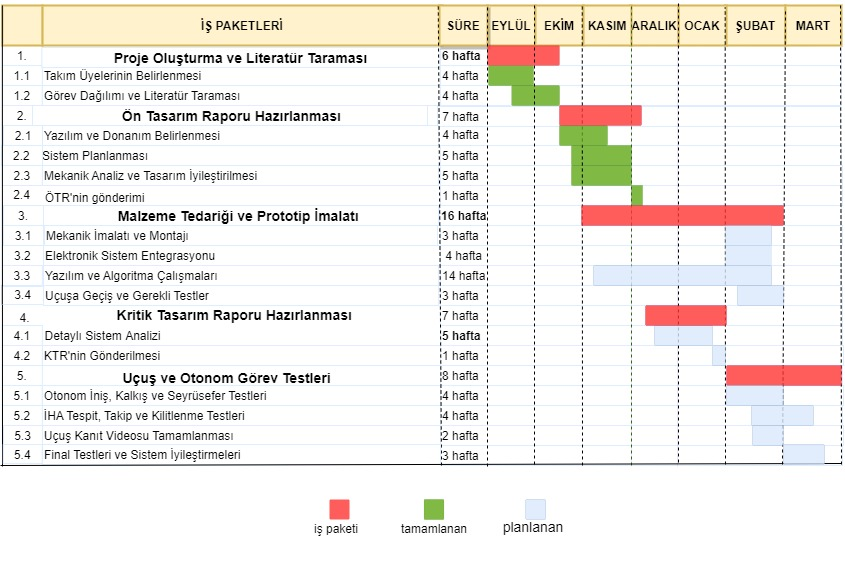 İŞ PAKETLERİ SÜRE EYLÜL EKİM KASIM ARALIK OCAK ŞUBAT MART
1. Proje Oluşturma ve Literatür Taraması 6 hafta
1.1 Takım Üyelerinin Belirlenmesi 4 hafta
1.2 Görev Dağılımı ve Literatür Taraması 4 hafta
2. Ön Tasarım Raporu Hazırlanması 7 hafta
2.1 Yazılım ve Donanım Belirlenmesi 4 hafta
2.2 Sistem Planlanması 5 hafta
2.3 Mekanik Analiz ve Tasarım İyileştirilmesi 5 hafta
2.4 ÖTR'nin gönderimi 1 hafta
3. Malzeme Tedariği ve Prototip İmalatı 16 hafta
3.1 Mekanik İmalatı ve Montajı 3 hafta
3.2 Elektronik Sistem Entegrasyonu 4 hafta
3.3 Yazılım ve Algoritma Çalışmaları 14 hafta
3.4 Uçuşa Geçiş ve Gerekli Testler 3 hafta
4. Kritik Tasarım Raporu Hazırlanması 7 hafta
4.1 Detaylı Sistem Analizi 5 hafta
4.2 KTR'nin Gönderilmesi 1 hafta
5. Uçuş ve Otonom Görev Testleri 8 hafta
5.1 Otonom İniş, Kalkış ve Seyrüsefer Testleri 4 hafta
5.2 İHA Tespit, Takip ve Kilitlenme Testleri 4 hafta
5.3 Uçuş Kanıt Videosu Tamamlanması 2 hafta
5.4 Final Testleri ve Sistem İyileştirmeleri 3 hafta
iş paketi tamamlanan planlanan